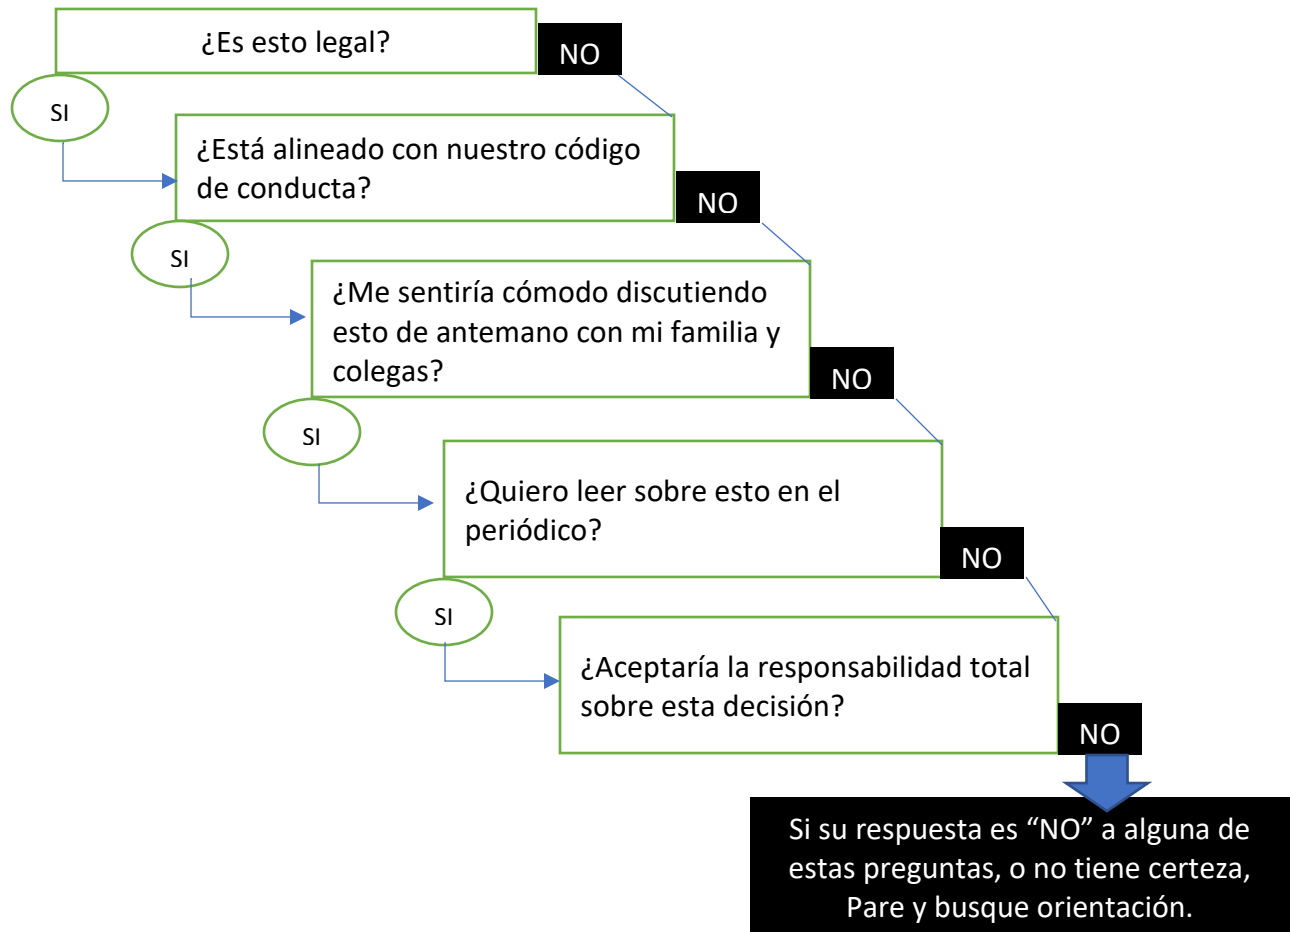 ¿Es esto legal?
NO
SI
¿Está alineado con nuestro código
de conducta?
NO
SI
¿Me sentiría cómodo discutiendo
esto de antemano con mi familia y
colegas?
NO
SI
¿Quiero leer sobre esto en el
periódico?
NO
SI
¿Aceptaría la responsabilidad total
sobre esta decisión?
NO
Si su respuesta es “NO” a alguna de
estas preguntas, o no tiene certeza,
Pare y busque orientación.